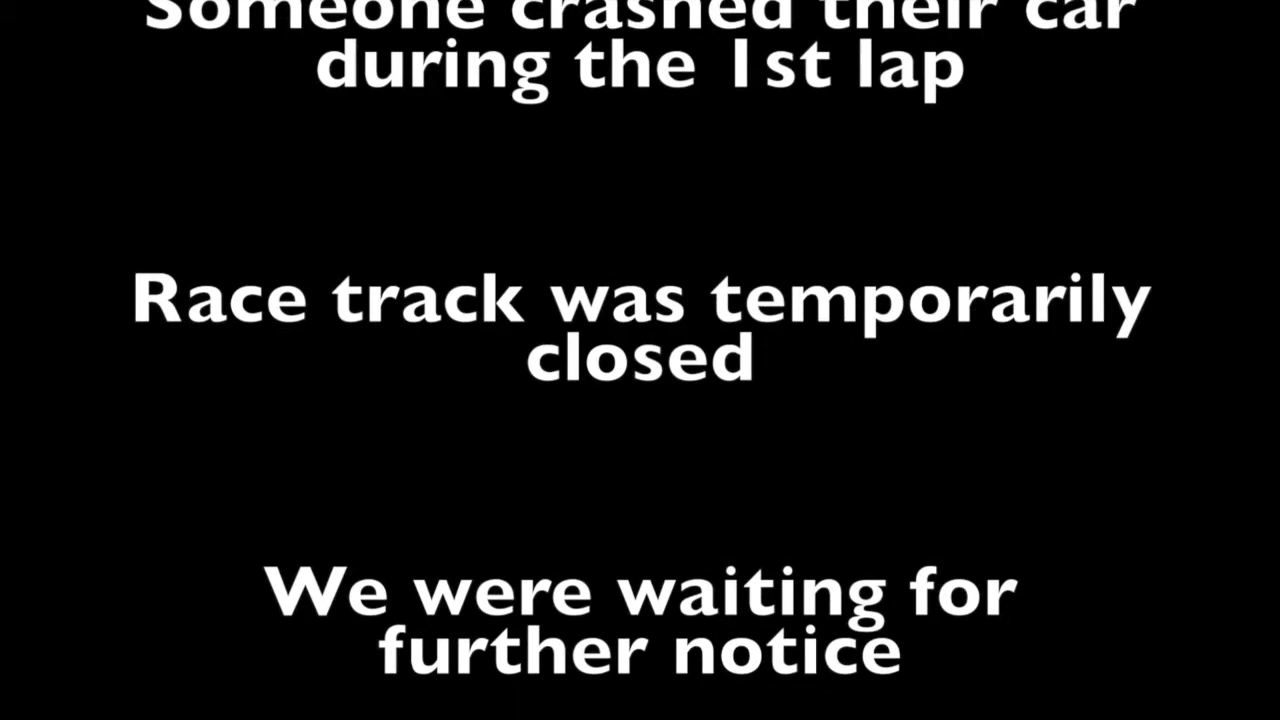 Someone crashed their car
during the 1st lap
Race track was temporarily
closed
We were waiting for
further notice